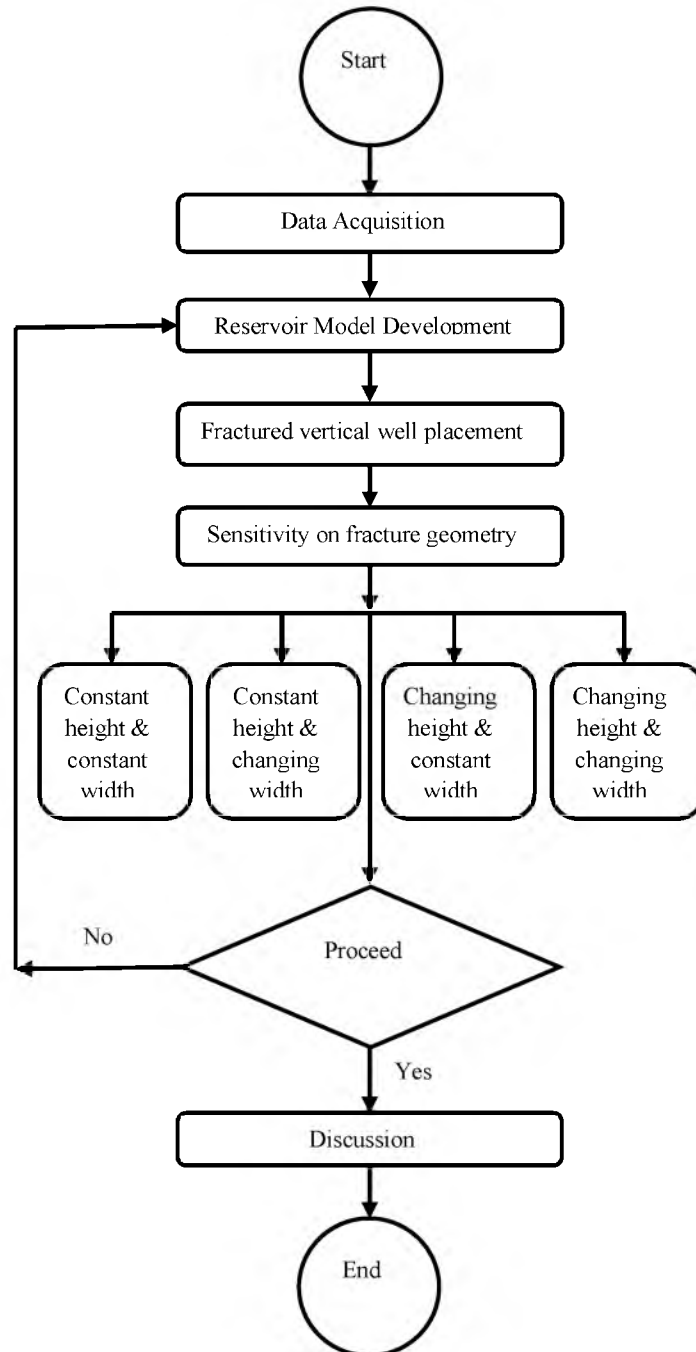 Start
Data Acquisition
Reservoir Model Development
Fractured vertical well placement
Sensitivity on fracture geometry
Constant
height &
constant
width
Constant
height &
changing
width
Changing
height &
constant
width
Changing
height &
changing
width
No
Proceed
Yes
Discussion
End